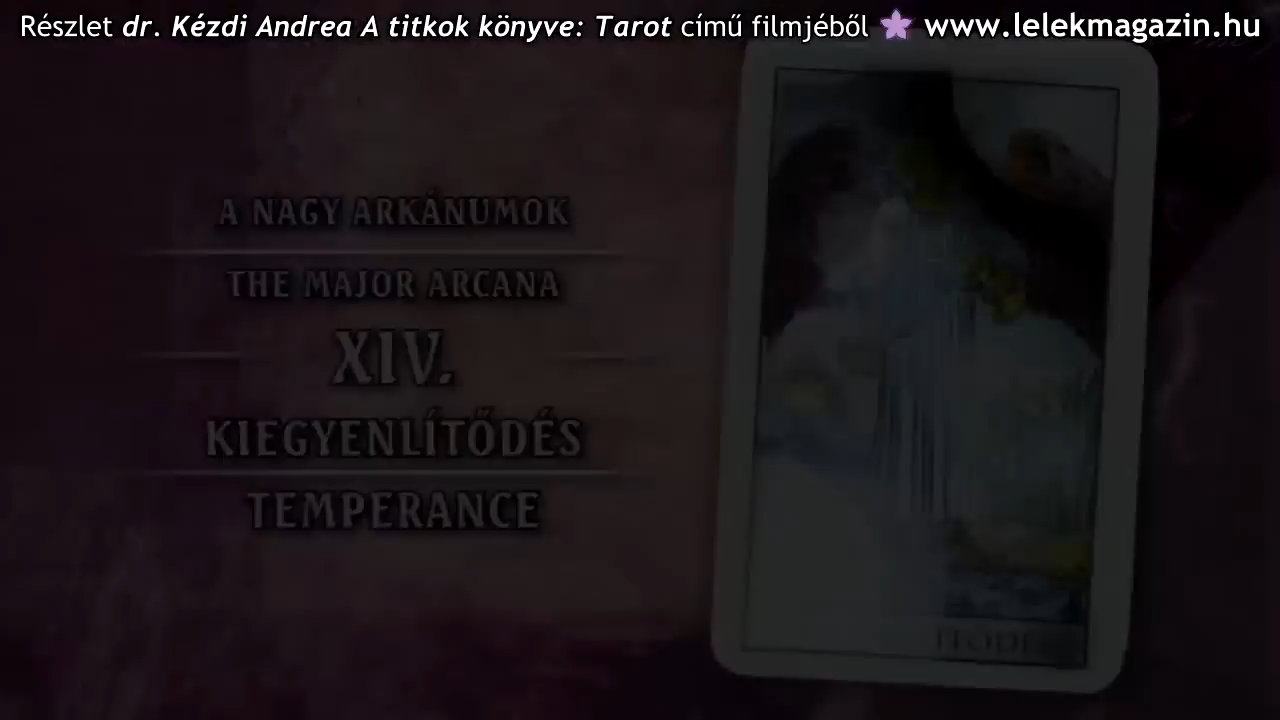 Részlet dr. Kézdi Andrea A titkok könyve: Tarot című filmjéből www.lelekmagazin.hu
A NAGY ARKÁNUMOK
THE MAJOR ARCANA
XIV.
KIEGYENLÍTŐDÉS
TEMPERANCE